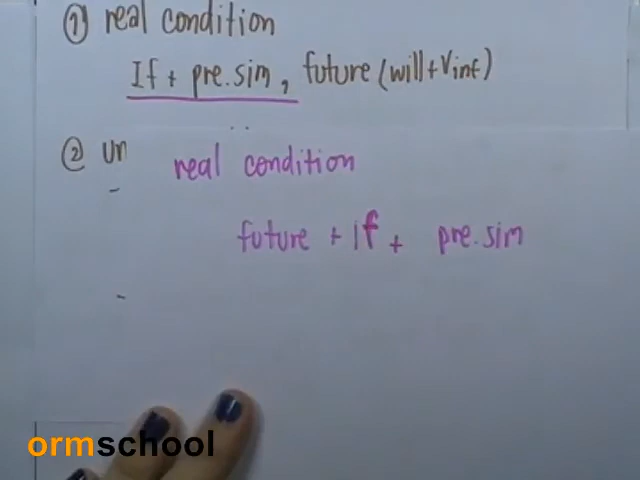 ① real condition
If + pre.sim, future (will+Vinf)
② Un
real condition
future + if + pre.sim
ormschool